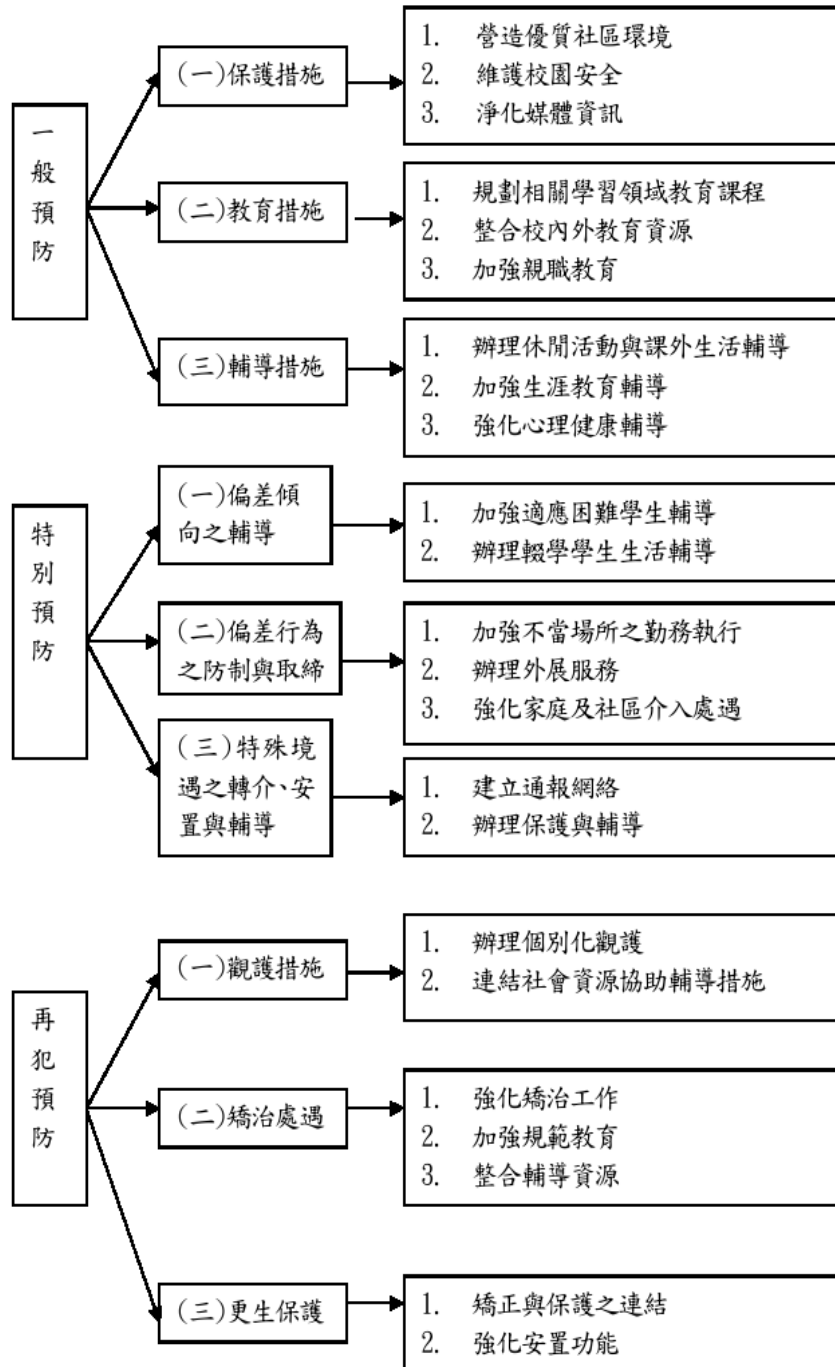 一般預防
(一)保護措施
1. 營造優質社區環境
2. 維護校園安全
3. 淨化媒體資訊
(二)教育措施
1. 規劃相關學習領域教育課程
2. 整合校內外教育資源
3. 加強親職教育
(三)輔導措施
1. 辦理休閒活動與課外生活輔導
2. 加強生涯教育輔導
3. 強化心理健康輔導
特別預防
(一)偏差傾
向之輔導
1. 加強適應困難學生輔導
2. 辦理輟學學生生活輔導
(二)偏差行為
之防制與取締
1. 加強不當場所之勤務執行
2. 辦理外展服務
3. 強化家庭及社區介入處遇
(三)特殊境
遇之轉介、安
置與輔導
1. 建立通報網絡
2. 辦理保護與輔導
再犯預防
(一)觀護措施
1. 辦理個別化觀護
2. 連結社會資源協助輔導措施
(二)矯治處遇
1. 強化矯治工作
2. 加強規範教育
3. 整合輔導資源
(三)更生保護
1. 矯正與保護之連結
2. 強化安置功能